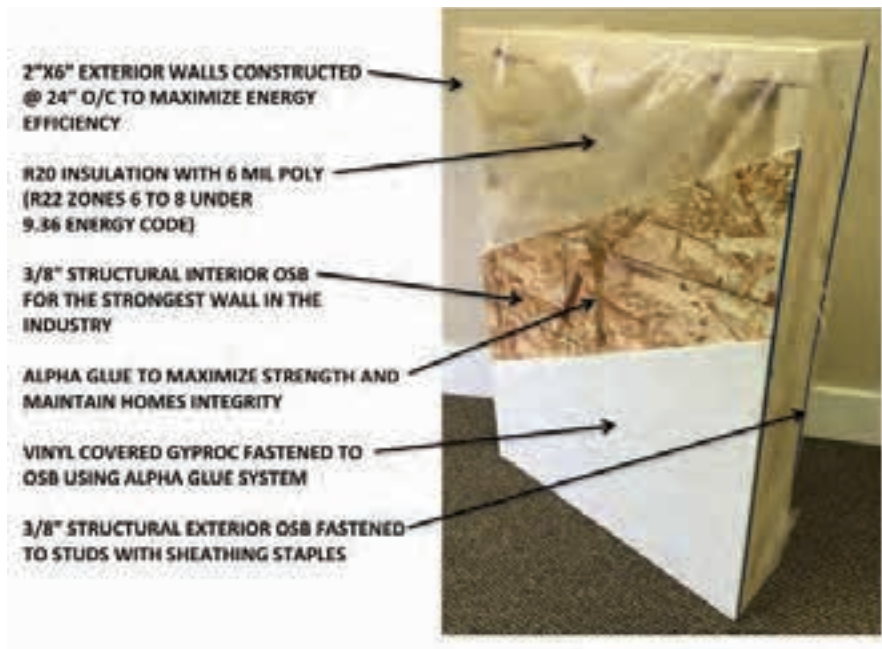 2"X6" EXTERIOR WALLS CONSTRUCTED
@ 24" O/C TO MAXIMIZE ENERGY
EFFICIENCY
R20 INSULATION WITH 6 MIL POLY
(R22 ZONES 6 TO 8 UNDER
9.36 ENERGY CODE)
3/8" STRUCTURAL INTERIOR OSB
FOR THE STRONGEST WALL IN THE
INDUSTRY
ALPHA GLUE TO MAXIMIZE STRENGTH AND
MAINTAIN HOMES INTEGRITY
VINYL COVERED GYPROC FASTENED TO
OSB USING ALPHA GLUE SYSTEM
3/8" STRUCTURAL EXTERIOR OSB FASTENED
TO STUDS WITH SHEATHING STAPLES